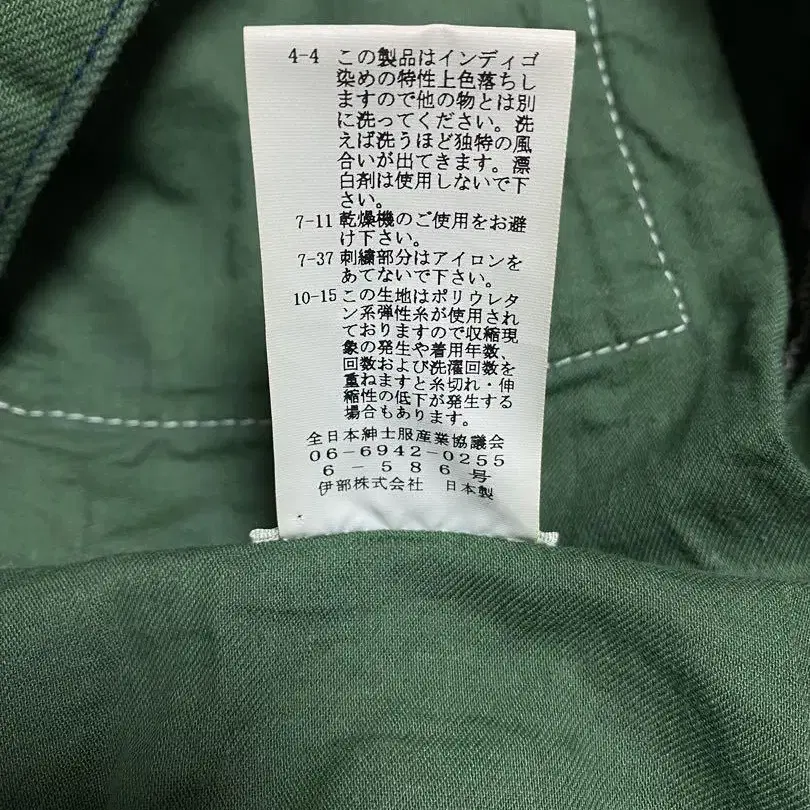 4-4 この製品はインディゴ
染めの特性上色落ちし
ますので他の物とは別
に洗ってください。洗
えば洗うほど独特の風
合いが出てきます。漂
白剤は使用しないで下
さい。
7-11 乾燥機のご使用をお避
け下さい。
7-37 刺繍部分はアイロンを
あてないで下さい。
10-15 この生地はポリウレタ
ン系弾性糸が使用され
ておりますので収縮現
象の発生や着用年数、
回数および洗濯回数を
重ねますと糸切れ・伸
縮性の低下が発生する
場合もあります。
全日本紳士服産業協議会
06-6942-0255
6-586号
伊部株式会社 日本製